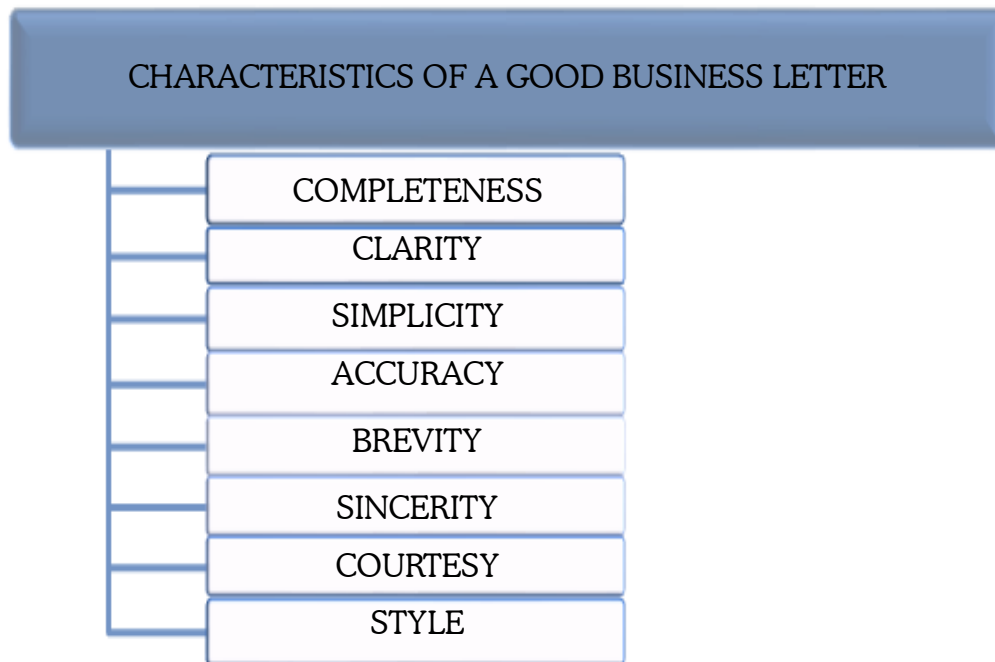 CHARACTERISTICS OF A GOOD BUSINESS LETTER
COMPLETENESS
CLARITY
SIMPLICITY
ACCURACY
BREVITY
SINCERITY
COURTESY
STYLE